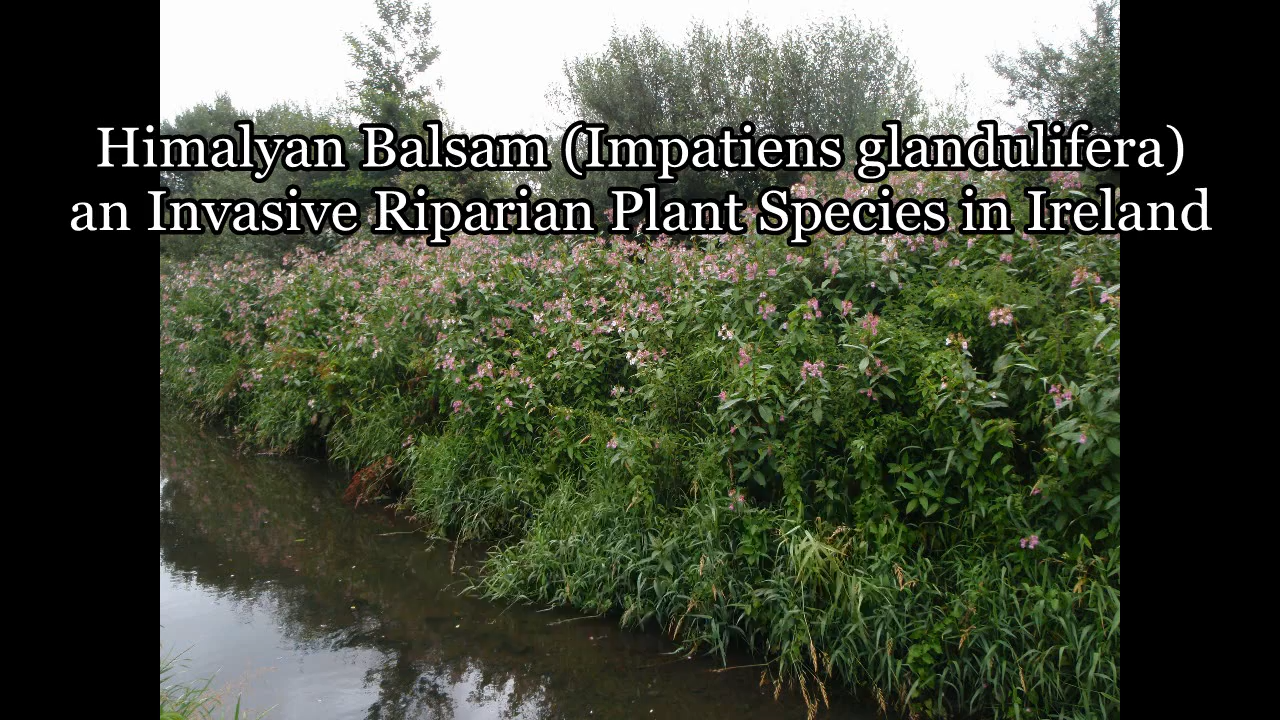 Himalyan Balsam (Impatiens glandulifera)
an Invasive Riparian Plant Species in Ireland